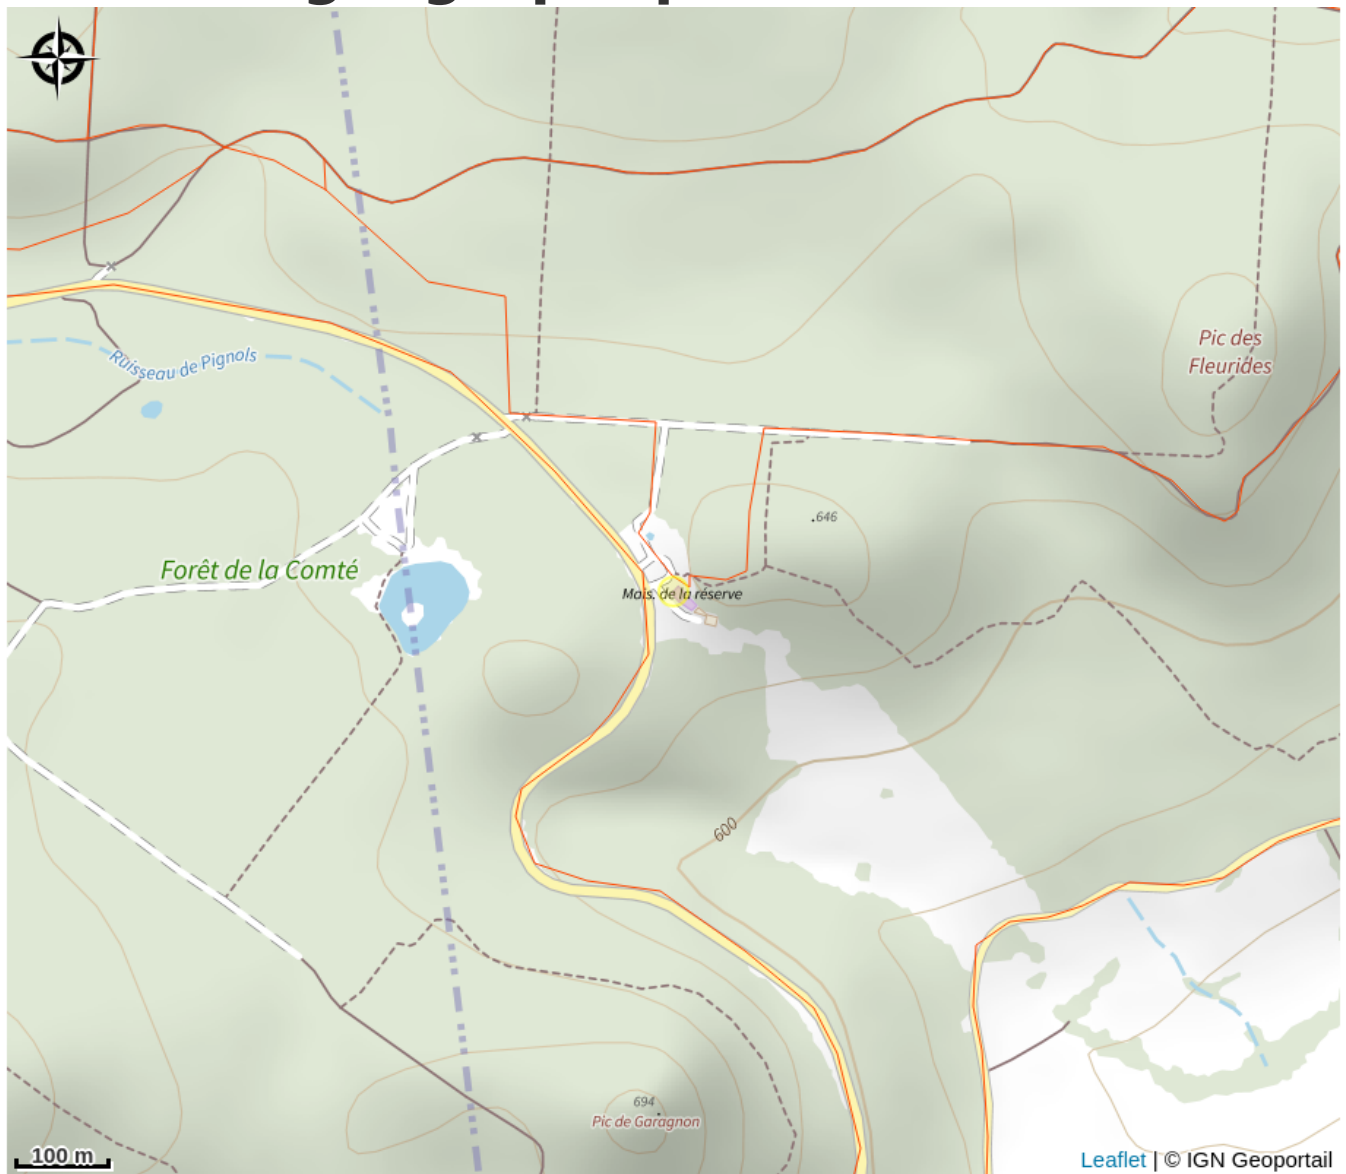 Pic des
Fleurides
Ruisseau de Pignols
646
Forêt de la Comté
Mais. de la réserve
600
694
Pic de Garagnon
100 m
Leaflet | © IGN Geoportail